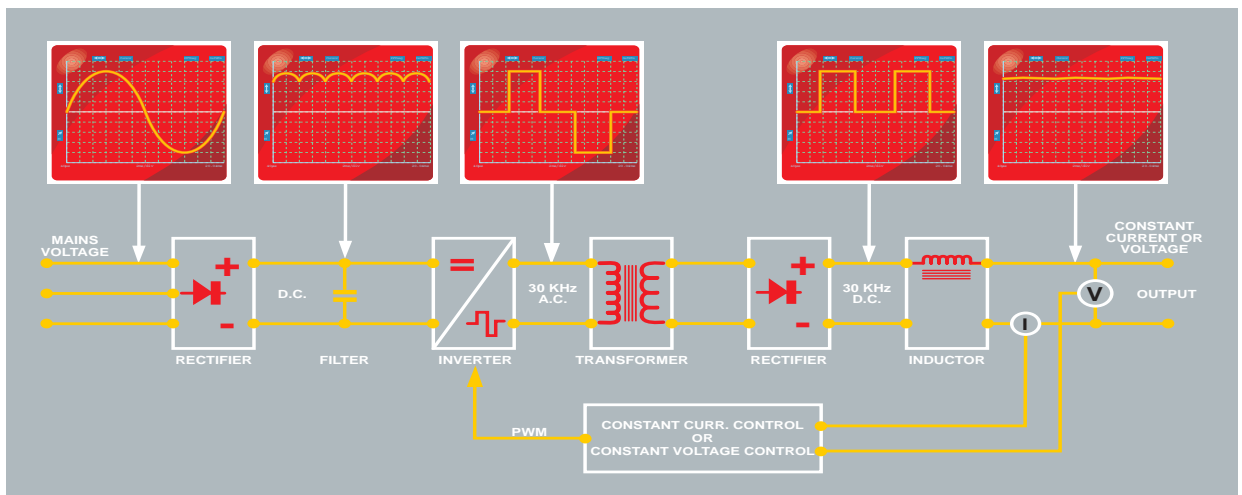 MAINS
VOLTAGE
CONSTANT
CURRENT OR
VOLTAGE
+
-
D.C.
=
30 KHz
A.C.
+
-
30 KHz
D.C.
V
I
OUTPUT
RECTIFIER
FILTER
INVERTER
TRANSFORMER
RECTIFIER
INDUCTOR
PWM
CONSTANT CURR. CONTROL
OR
CONSTANT VOLTAGE CONTROL